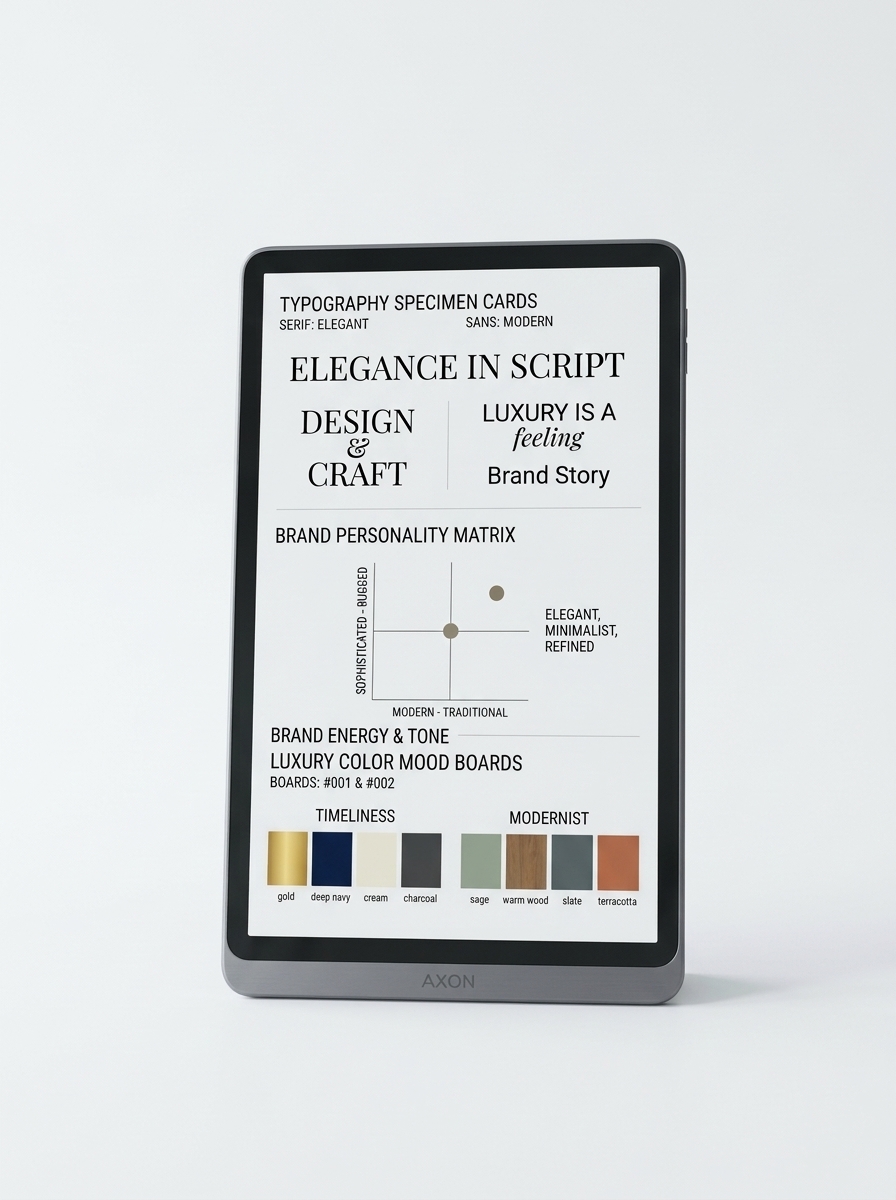 TYPOGRAPHY SPECIMEN CARDS
SERIF: ELEGANT
SANS: MODERN
ELEGANCE IN SCRIPT
DESIGN
&
CRAFT
LUXURY IS A
feeling
Brand Story
BRAND PERSONALITY MATRIX
SOPHISTICATED - RUGGED
ELEGANT,
MINIMALIST,
REFINED
MODERN - TRADITIONAL
BRAND ENERGY & TONE
LUXURY COLOR MOOD BOARDS
BOARDS: #001 & #002
TIMELINESS
gold
deep navy
cream
charcoal
MODERNIST
sage
warm wood
slate
terracotta
AXON